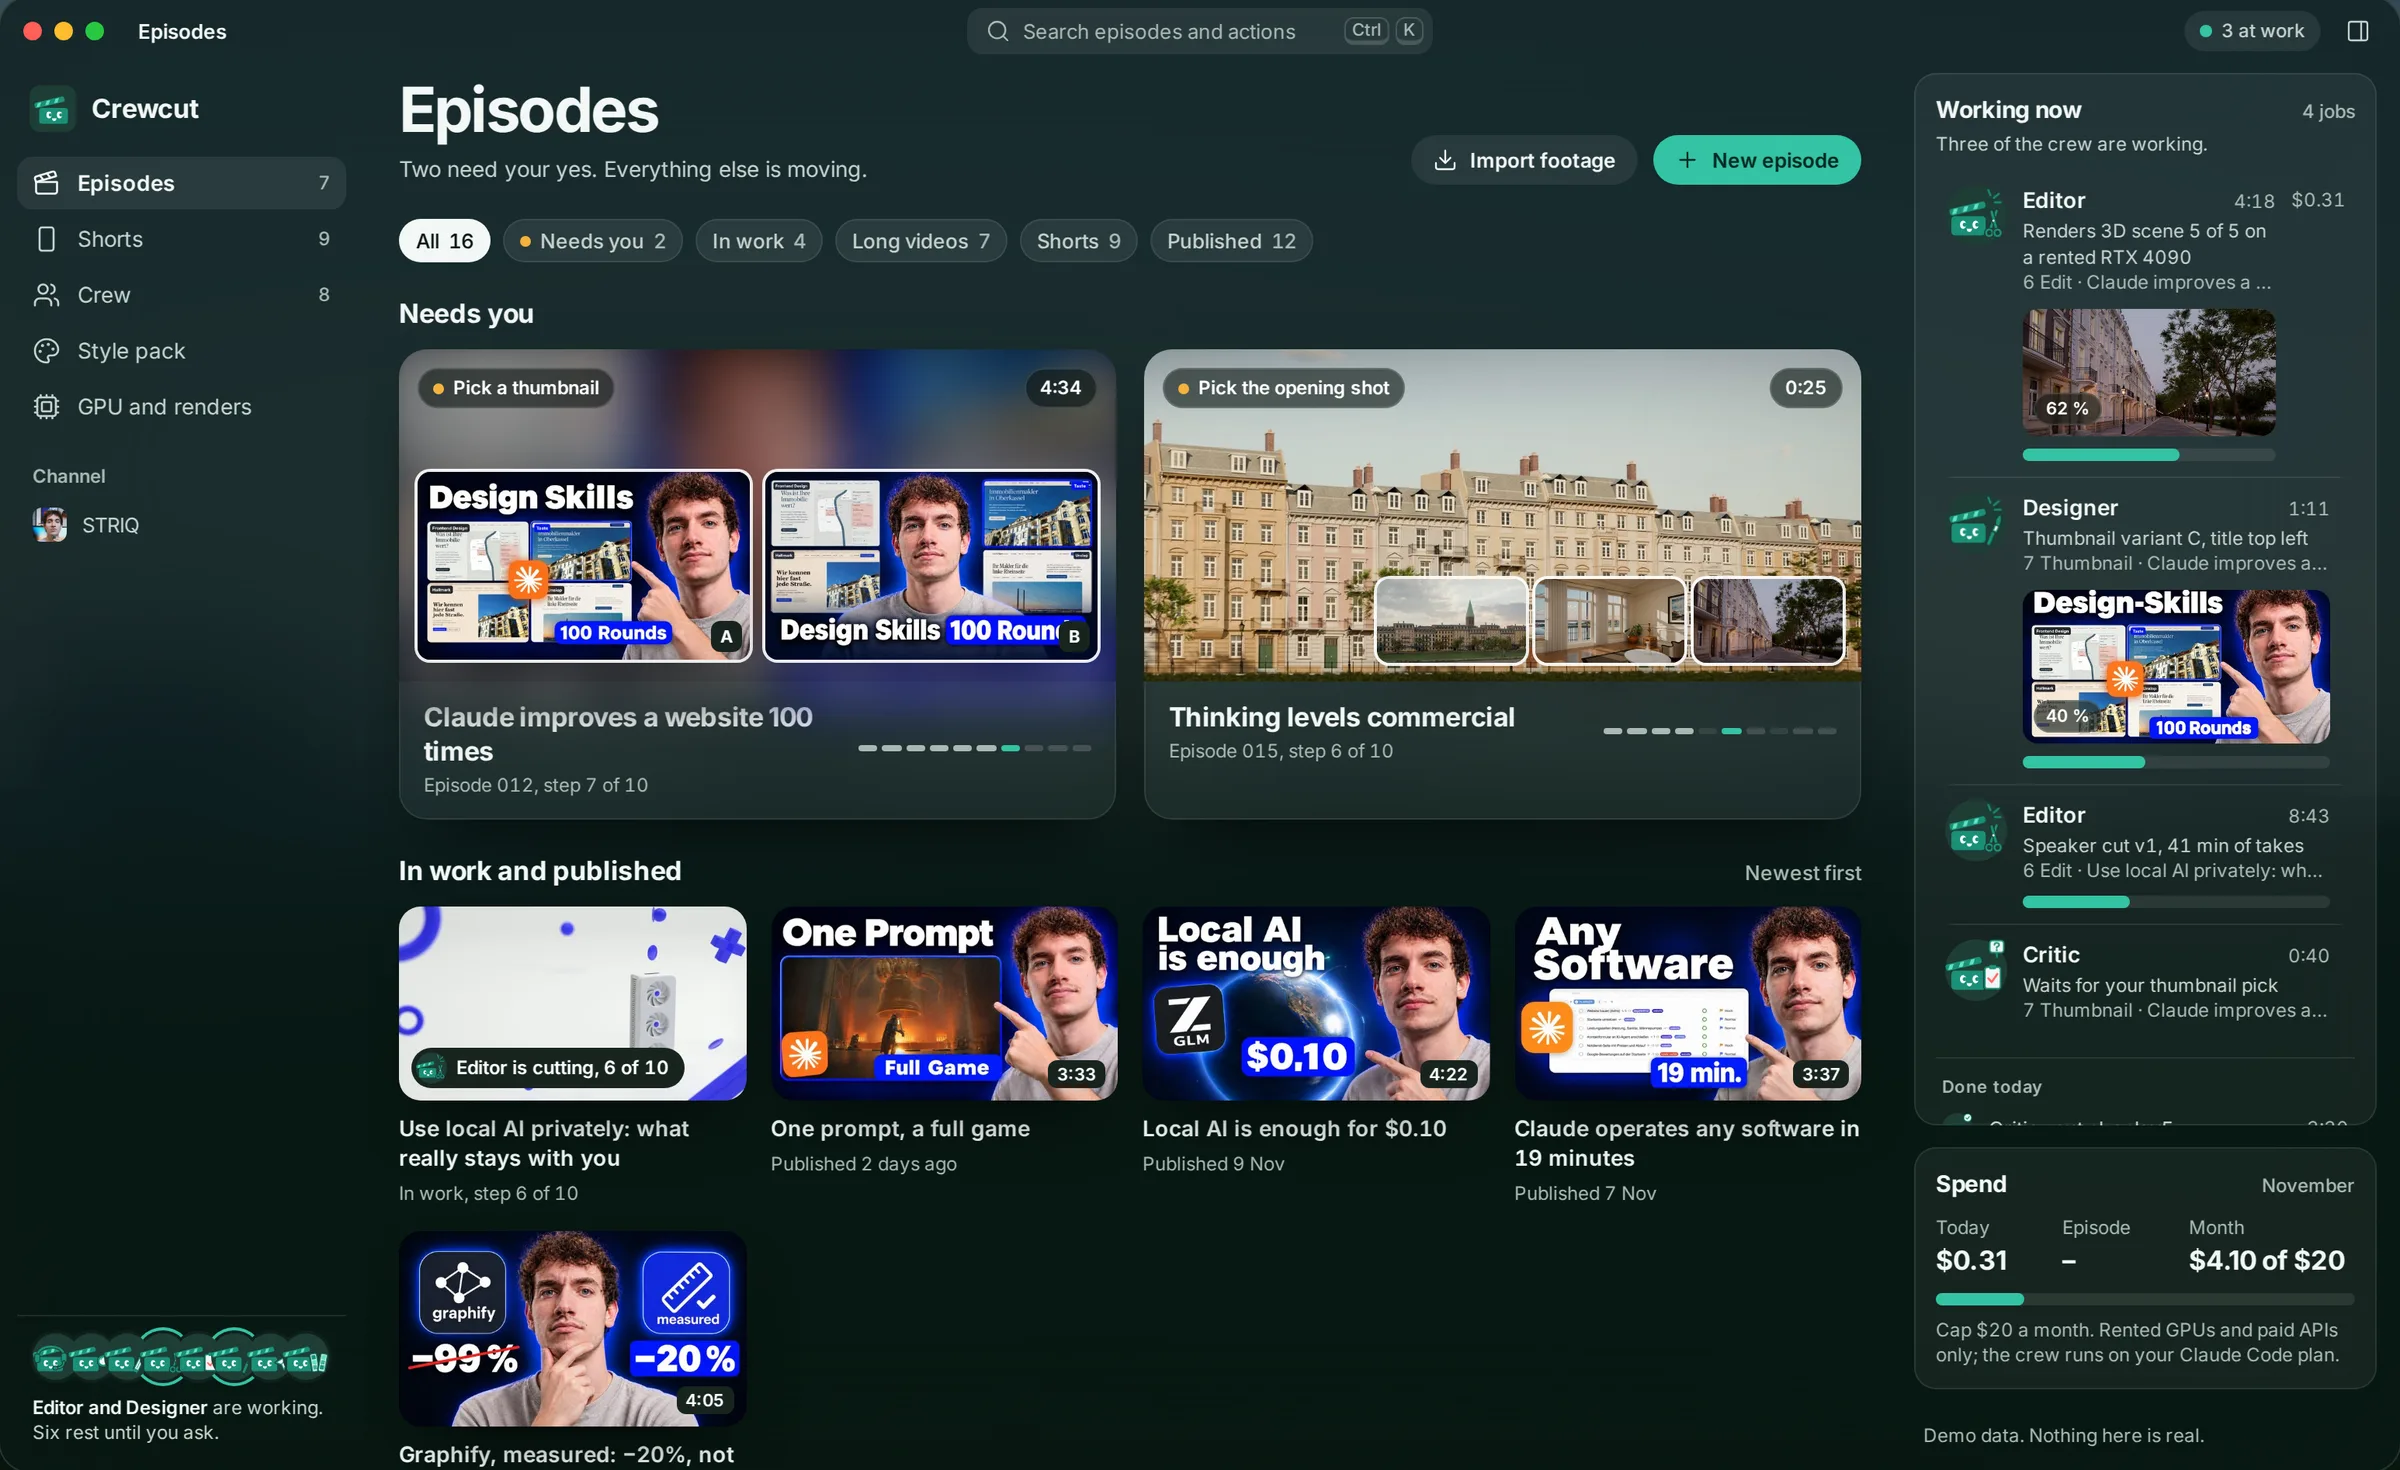 Episodes
Search episodes and actions
Ctrl K
3 at work
Crewcut
Episodes 7
Shorts 9
Crew 8
Style pack
GPU and renders
Channel
STRIQ
Editor and Designer are working.
Six rest until you ask.
Episodes
Two need your yes. Everything else is moving.
Import footage
New episode
All 16
Needs you 2
In work 4
Long videos 7
Shorts 9
Published 12
Needs you
Pick a thumbnail
4:34
Design Skills
100 Rounds
A
Design Skills
B
Claude improves a website 100
times
Episode 012, step 7 of 10
Pick the opening shot
0:25
Thinking levels commercial
Episode 015, step 6 of 10
In work and published
Newest first
Editor is cutting, 6 of 10
Use local AI privately: what
really stays with you
In work, step 6 of 10
One Prompt
Full Game
3:33
One prompt, a full game
Published 2 days ago
Local AI
is enough
GLM
$0,10
4:22
Local AI is enough for $0.10
Published 9 Nov
Any
Software
19 min.
3:37
Claude operates any software in
19 minutes
Published 7 Nov
graphify
measured
−99%
−20%
4:05
Graphify, measured: −20%, not
Working now
4 jobs
Three of the crew are working.
Editor
4:18 $0.31
Renders 3D scene 5 of 5 on
a rented RTX 4090
6 Edit · Claude improves a ...
62 %
Designer
1:11
Thumbnail variant C, title top left
7 Thumbnail · Claude improves a...
Design-Skills
40 %
100 Rounds
Editor
8:43
Speaker cut v1, 41 min of takes
6 Edit · Use local AI privately: wh...
Critic
0:40
Waits for your thumbnail pick
7 Thumbnail · Claude improves a...
Done today
Spend
November
Today
$0.31
Episode
–
Month
$4.10 of $20
Cap $20 a month. Rented GPUs and paid APIs
only; the crew runs on your Claude Code plan.
Demo data. Nothing here is real.